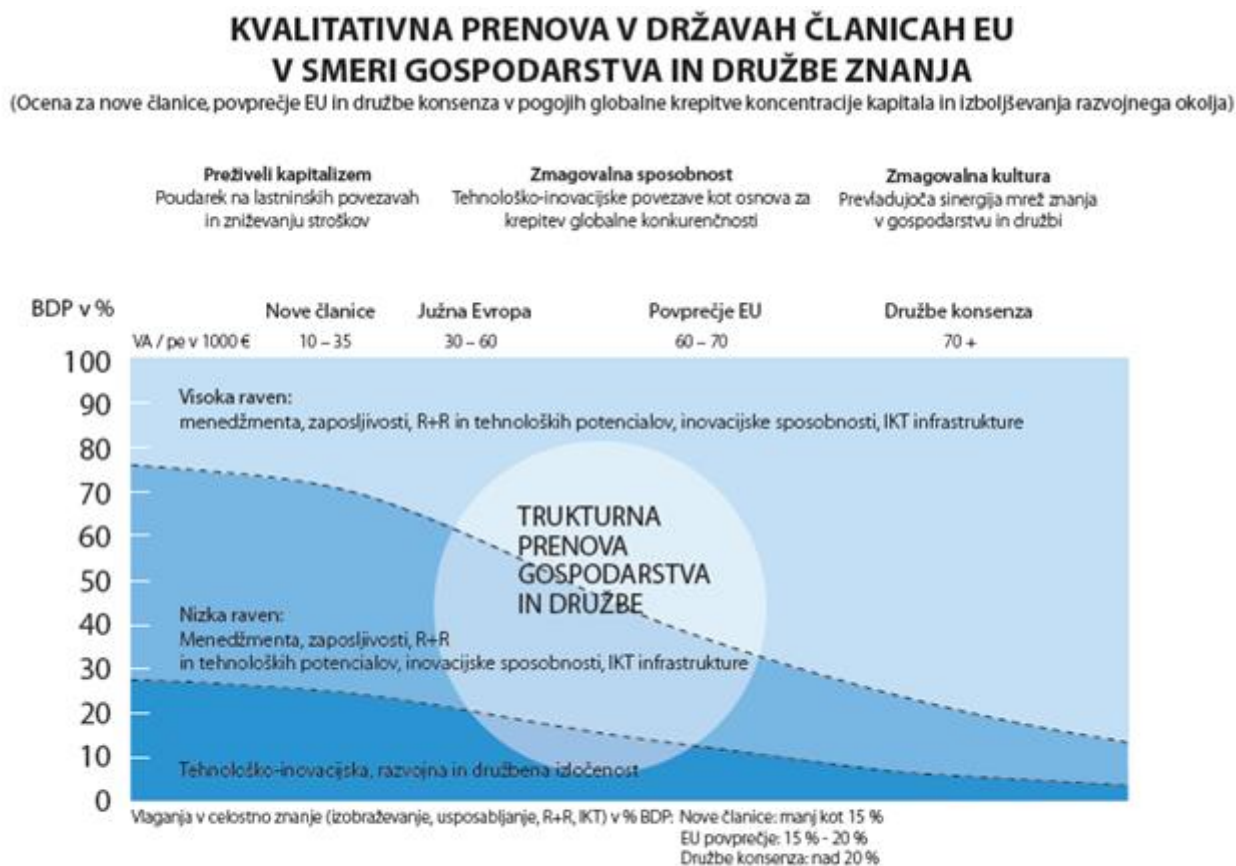 KVALITATIVNA PRENOVA V DRŽAVAH ČLANICAH EU
V SMERI GOSPODARSTVA IN DRUŽBE ZNANJA
(Ocena za nove članice, povprečje EU in družbe konsenza v pogojih globalne krepitve koncentracije kapitala in izboljševanja razvojnega okolja)
Preživeli kapitalizem
Poudarek na lastninskih povezavah
in zniževanju stroškov
Zmagovalna sposobnost
Tehnološko-inovacijske povezave kot osnova za
krepitev globalne konkurenčnosti
Zmagovalna kultura
Prevladujoča sinergija mrež znanja
v gospodarstvu in družbi
BDP v %
Nove članice
Južna Evropa
Povprečje EU
Družbe konsenza
VA / pe v 1000 €
10 – 35
30 – 60
60 – 70
70 +
100
90
80
70
60
50
40
30
20
10
0
Visoka raven:
menedžmenta, zaposljivosti, R+R in tehnoloških potencialov, inovacijske sposobnosti, IKT infrastrukture
TRUKTURNA
PRENOVA
GOSPODARSTVA
IN DRUŽBE
Nizka raven:
Menedžmenta, zaposljivosti, R+R
in tehnoloških potencialov, inovacijske sposobnosti, IKT infrastrukture
Tehnološko-inovacijska, razvojna in družbena izločenost
Vlaganja v celostno znanje (izobraževanje, usposabljanje, R+R, IKT) v % BDP: Nove članice: manj kot 15 %
EU povprečje: 15 % - 20 %
Družbe konsenza: nad 20 %